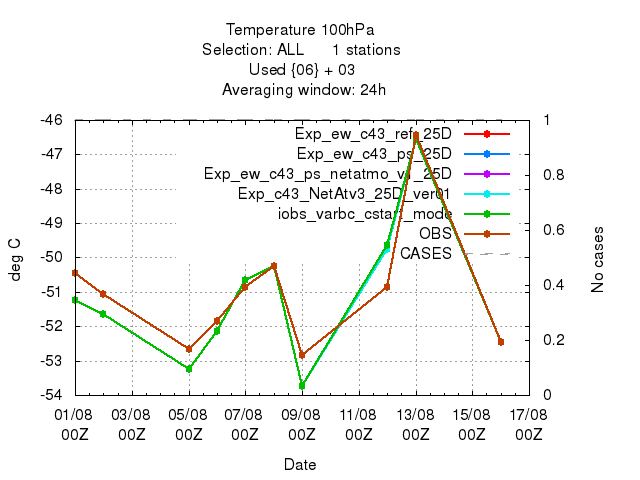 Temperature 100hPa
Selection: ALL 1 stations
Used {06} + 03
Averaging window: 24h
-46 1
Exp_ew_c43_ref_25D
-47
Exp_ew_c43_ps_25D
Exp_ew_c43_ps_netatmo_v1_25D
-48 0.8
Exp_c43_NetAtv3_25D_ver01
iobs_varbc_cstart_mode
-49 0.6
OBS
CASES
-50
-51 0.4
-52 0.2
-53
-54 0
deg C
No cases
01/08 03/08 05/08 07/08 09/08 11/08 13/08 15/08 17/08
00Z 00Z 00Z 00Z 00Z 00Z 00Z 00Z 00Z
Date